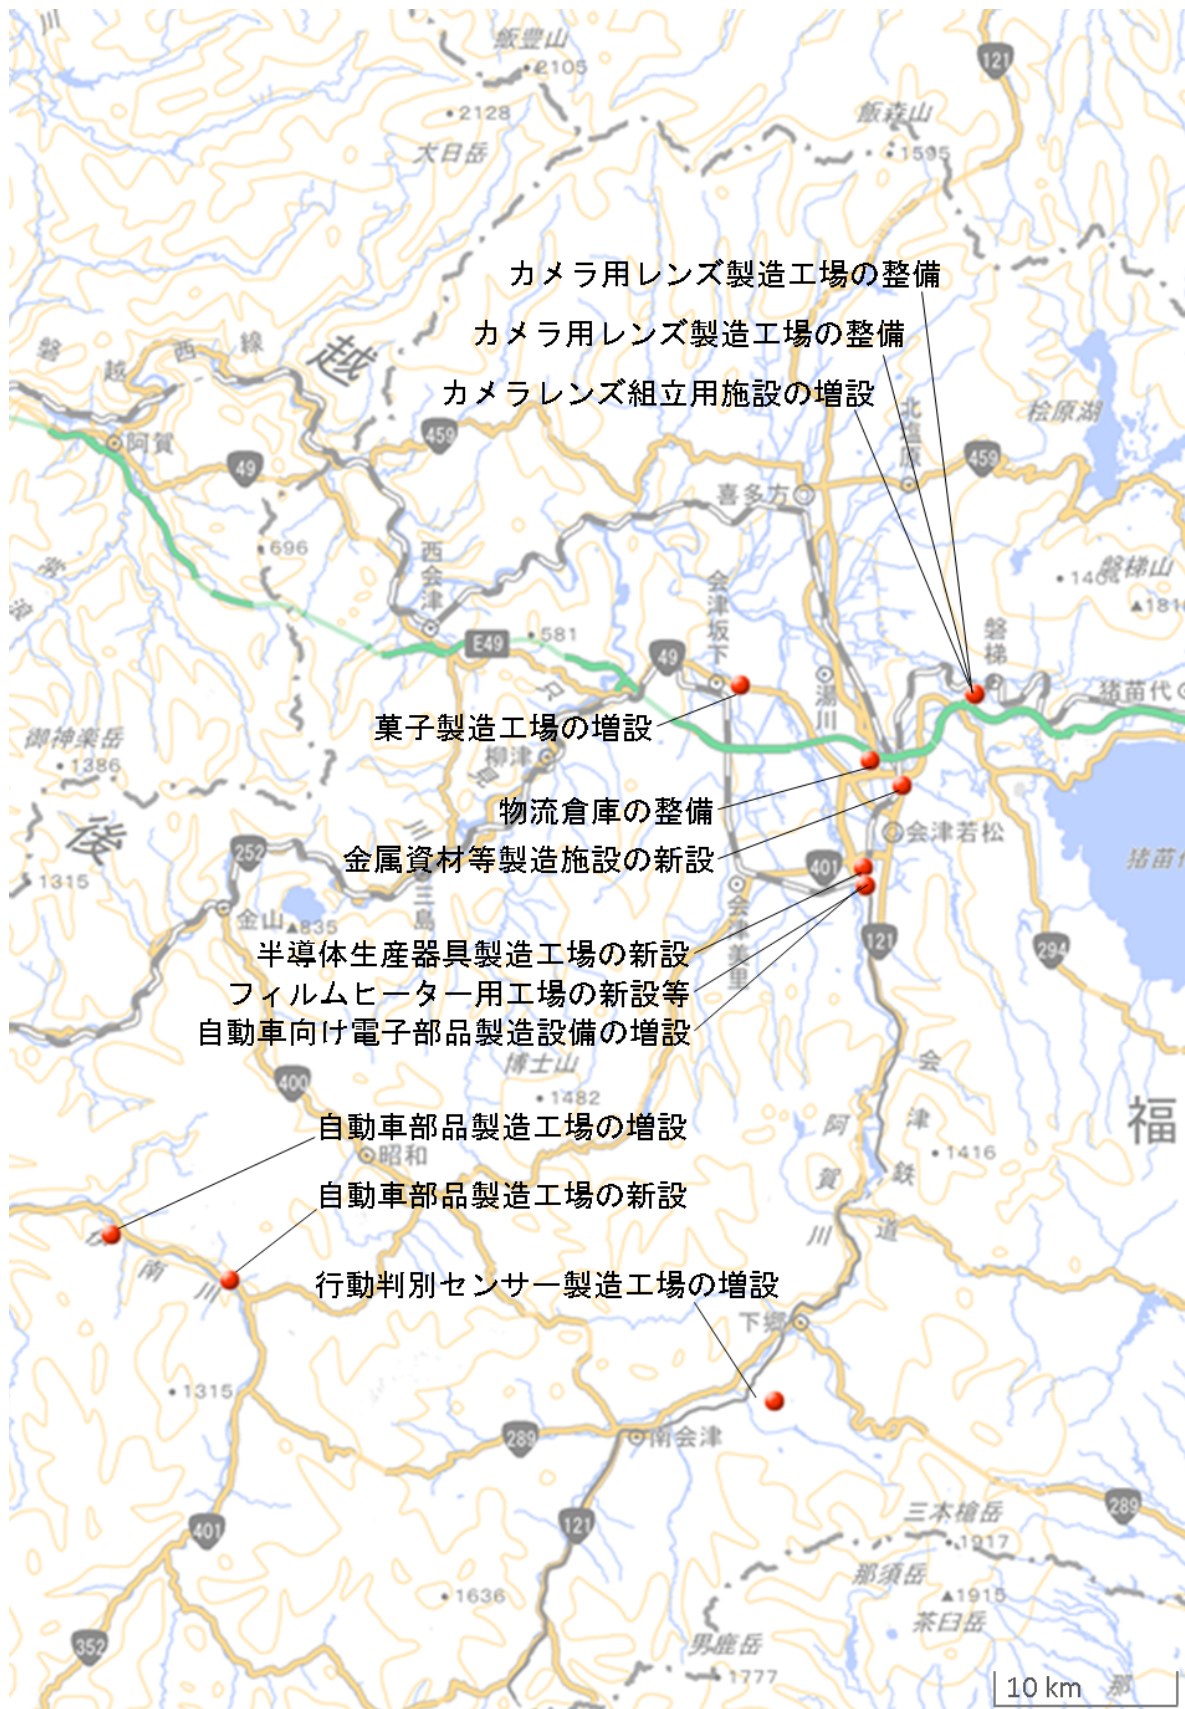 川
飯豊山
2105
121
2128
飯森山
1595
大日岳
カメラ用レンズ製造工場の整備
カメラ用レンズ製造工場の整備
カメラレンズ組立用施設の増設
磐越西線
越
桧原湖
北塩原
阿賀
459
49
459
喜多方
696
西会津
常浪
会津坂下
1404
磐梯山
1816
磐梯
E49
581
49
湯川
猪苗代
御神楽岳
1386
菓子製造工場の増設
柳津
只見川
物流倉庫の整備
後
会津若松
金属資材等製造施設の新設
252
401
猪苗代
1315
三島
金山
835
会津美里
半導体生産器具製造工場の新設
121
294
フィルムヒーター用工場の新設等
自動車向け電子部品製造設備の増設
博士山
1482
400
会津鉄道
福
自動車部品製造工場の増設
昭和
阿賀川
1416
自動車部品製造工場の新設
南川
行動判別センサー製造工場の増設
下郷
1315
289
南会津
289
三本槍岳
401
121
1917
那須岳
1636
1915
茶臼岳
352
男鹿岳
1777
10 km
那